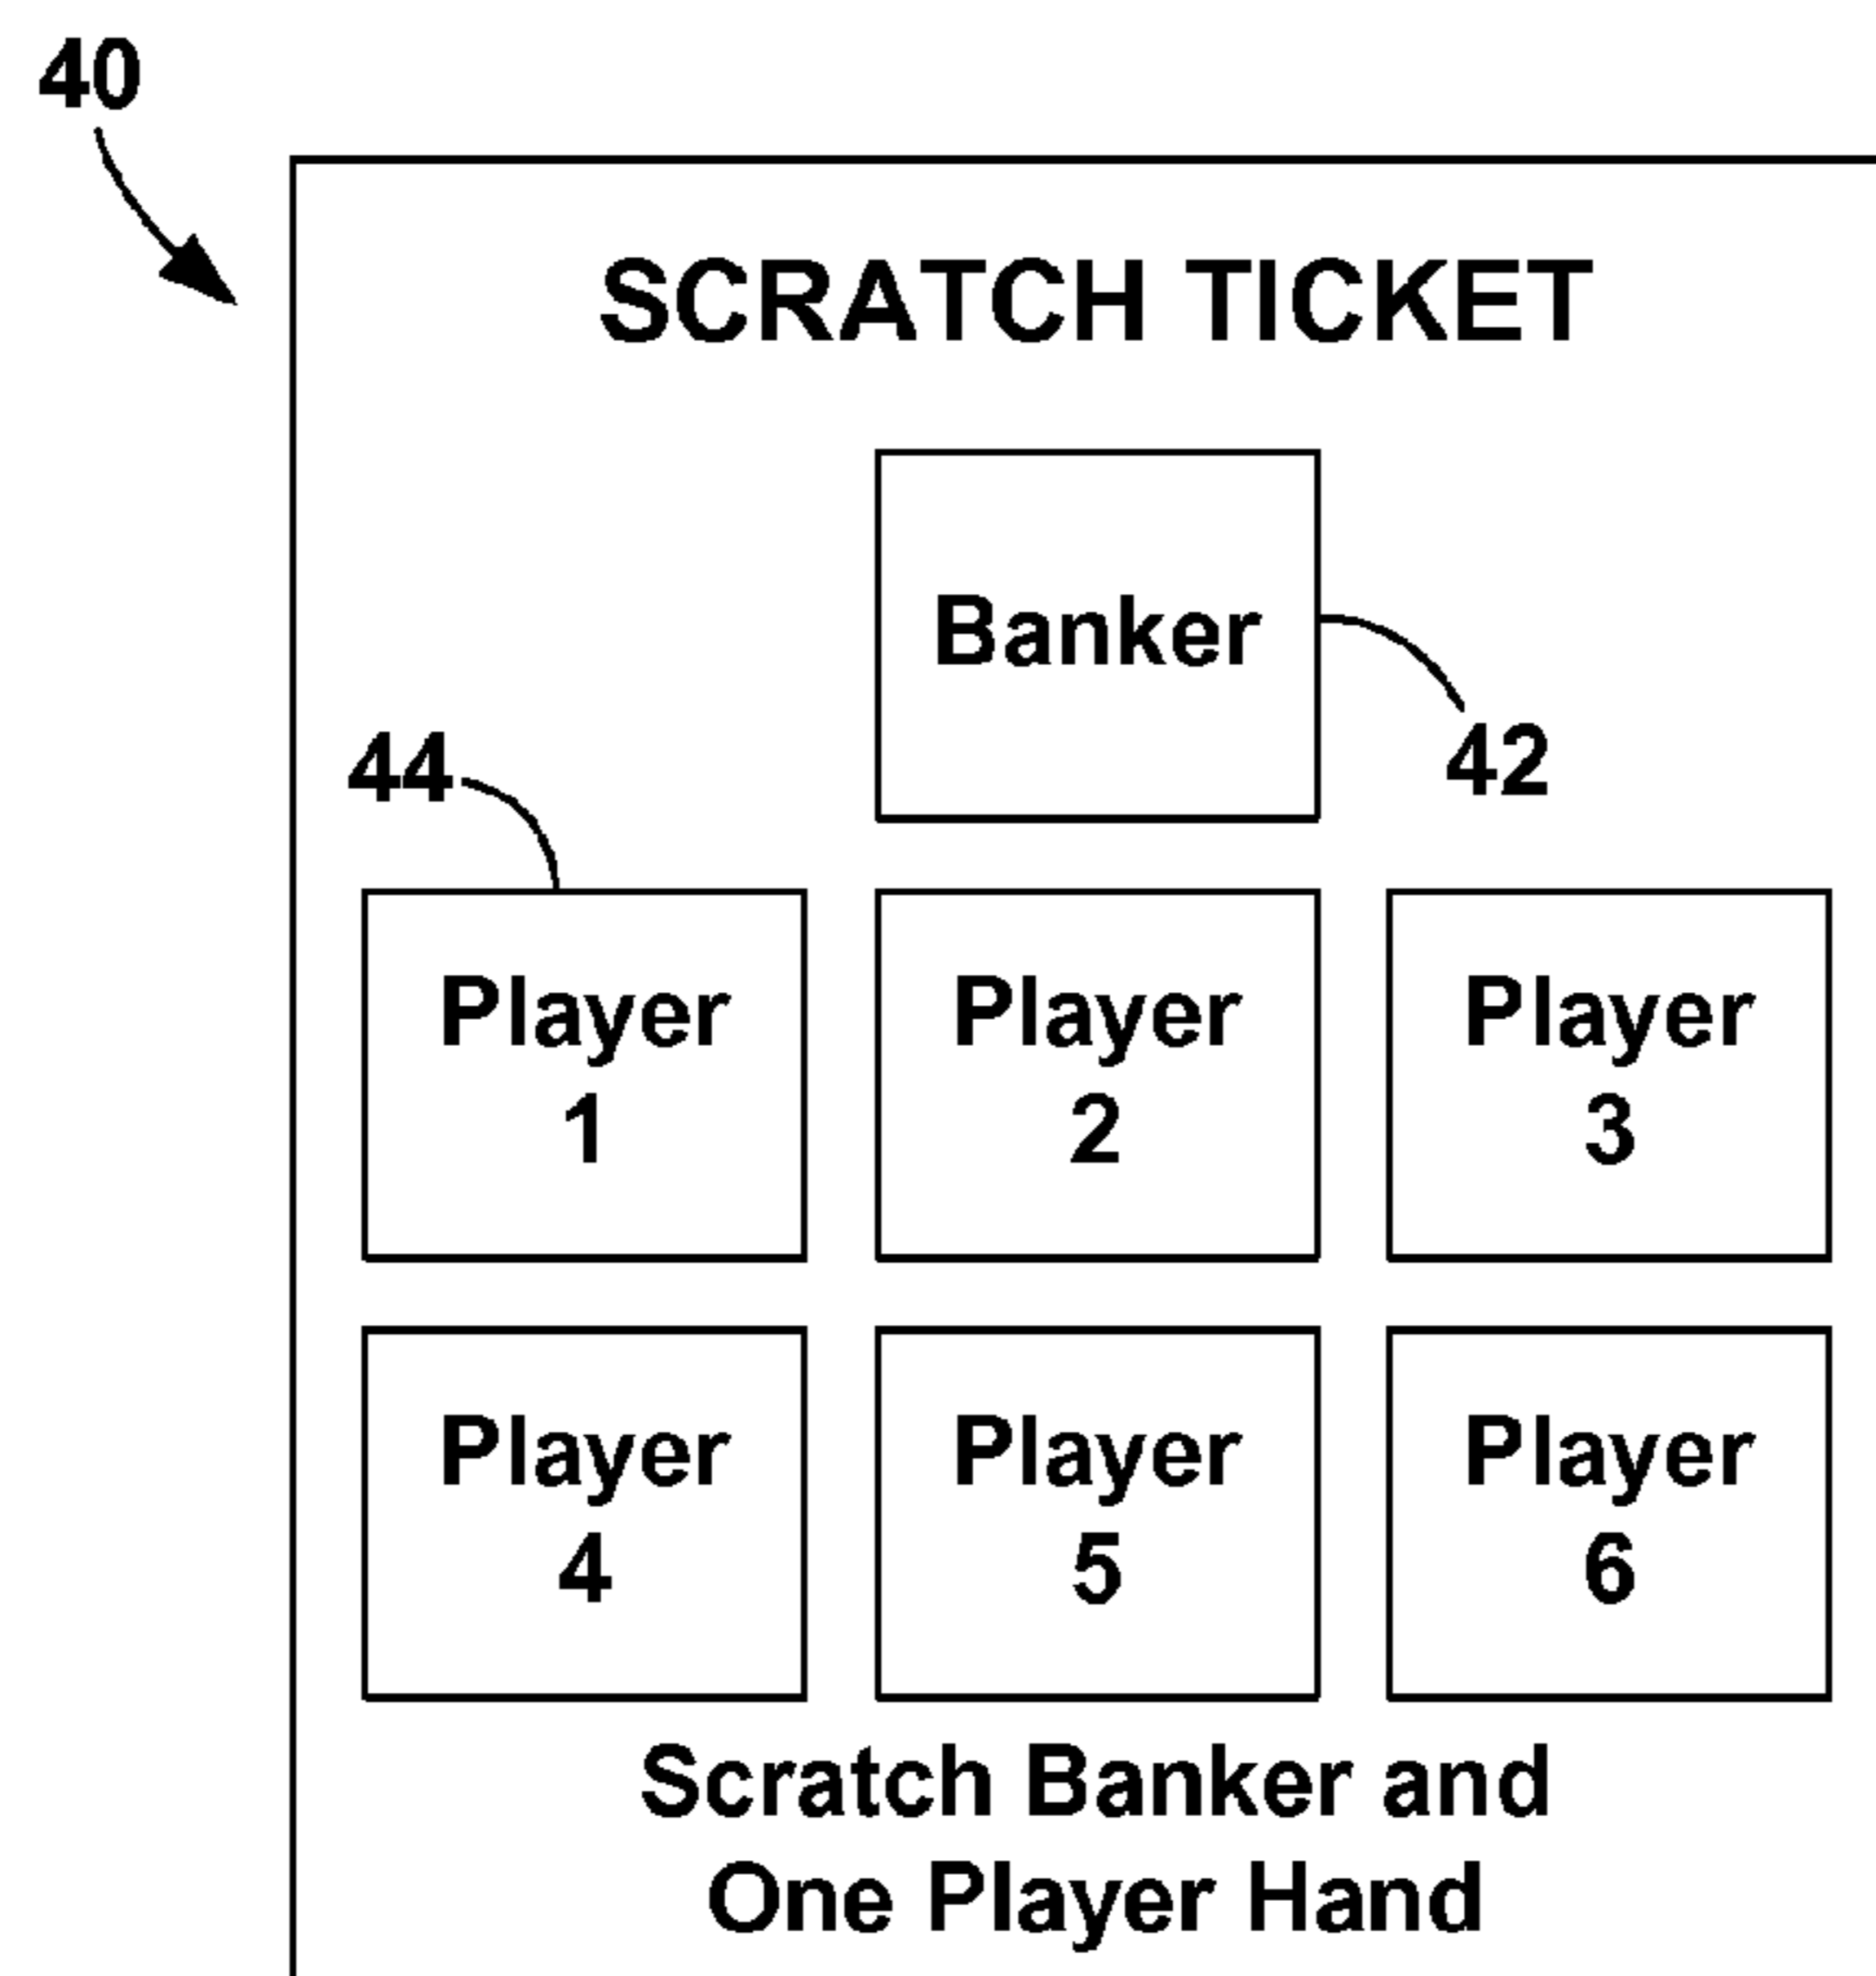 40
SCRATCH TICKET
Banker
42
44
Player
1
Player
2
Player
3
Player
4
Player
5
Player
6
Scratch Banker and
One Player Hand